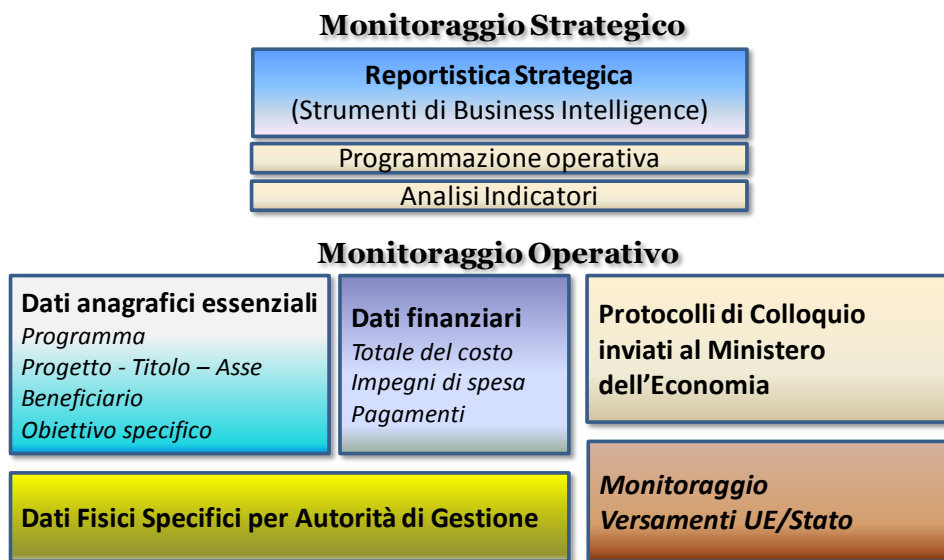 Monitoraggio Strategico
Reportistica Strategica
(Strumenti di Business Intelligence)
Programmazione operativa
Analisi Indicatori
Monitoraggio Operativo
Dati anagrafici essenziali
Programma
Progetto - Titolo – Asse
Beneficiario
Obiettivo specifico
Dati finanziari
Totale del costo
Impegni di spesa
Pagamenti
Protocolli di Colloquio
inviati al Ministero
dell’Economia
Dati Fisici Specifici per Autorità di Gestione
Monitoraggio
Versamenti UE/Stato